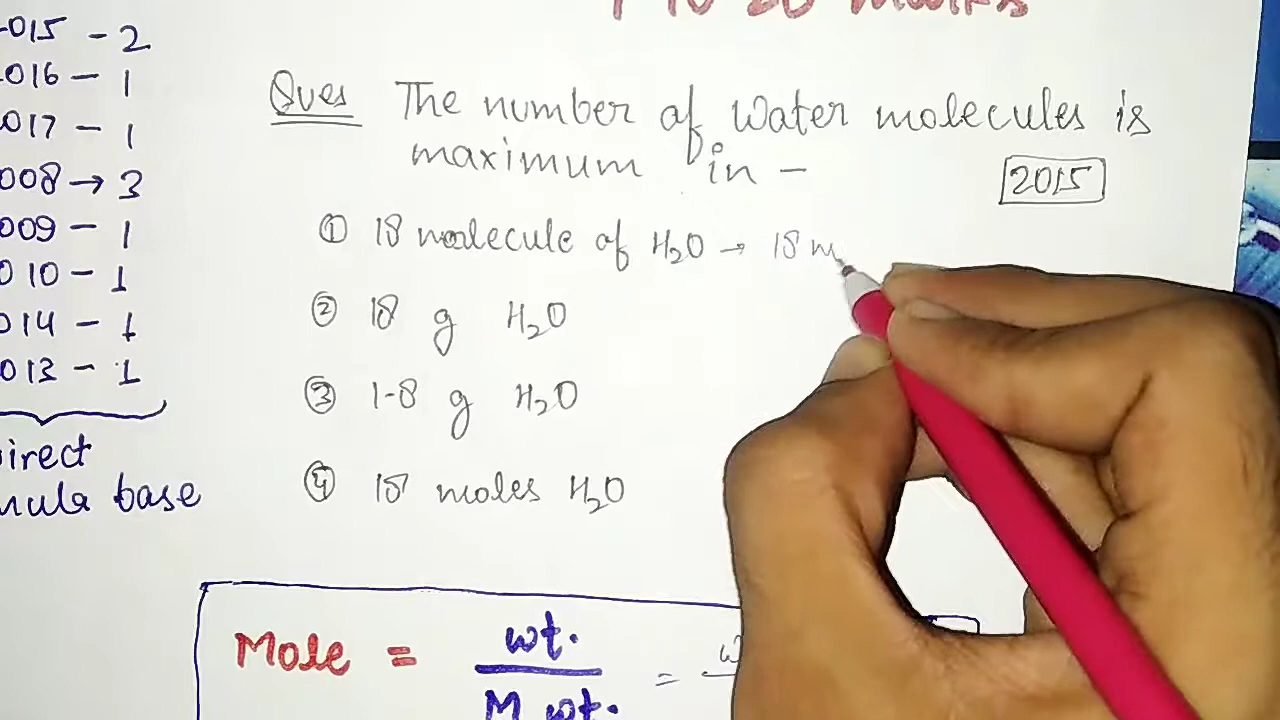 015 - 2
016 - 1
017 - 1
008 → 3
009 - 1
010 - 1
014 - 1
013 - 1
irect
mula base
Ques The number of water molecules is
maximum in -
2015
① 18 molecule of H₂O → 18 m
② 18 g H₂O
③ 1-8 g H₂O
④ 18 moles H₂O
Mole = wt. / M wt. =